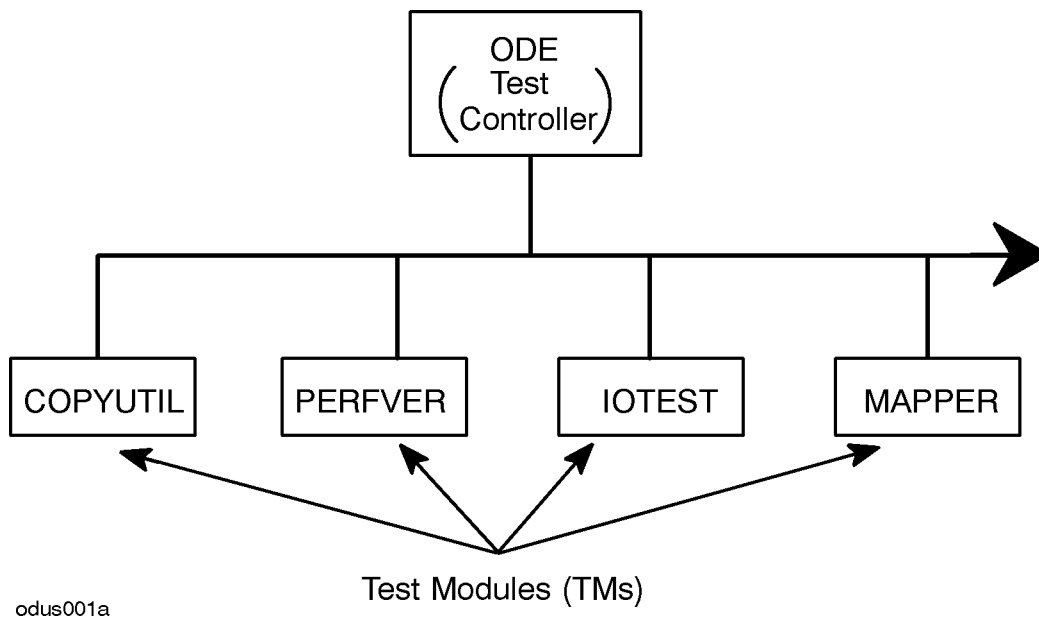 ODE
( Test
Controller )
COPYUTIL
PERFVER
IOTEST
MAPPER
Test Modules (TMs)
odus001a